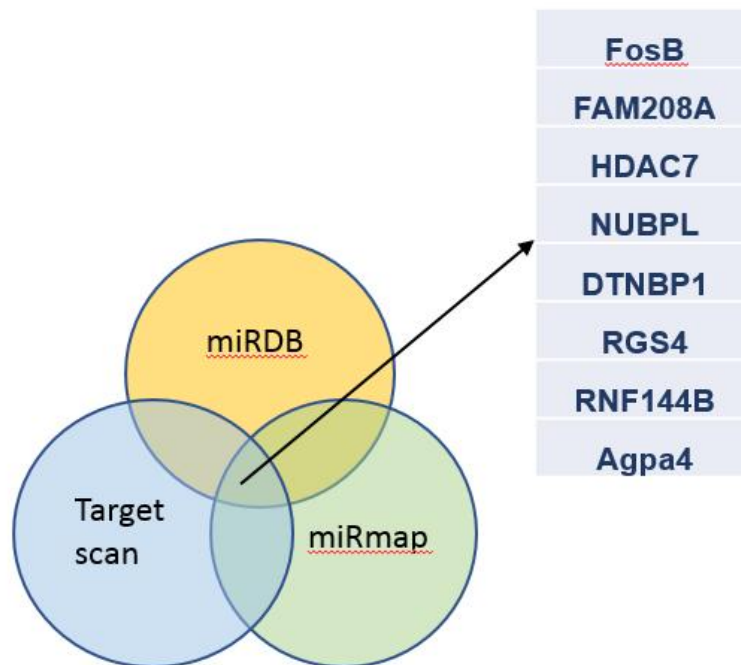 FosB
FAM208A
HDAC7
NUBPL
DTNBP1
RGS4
RNF144B
Agpa4
miRDB
Target
scan
miRmap